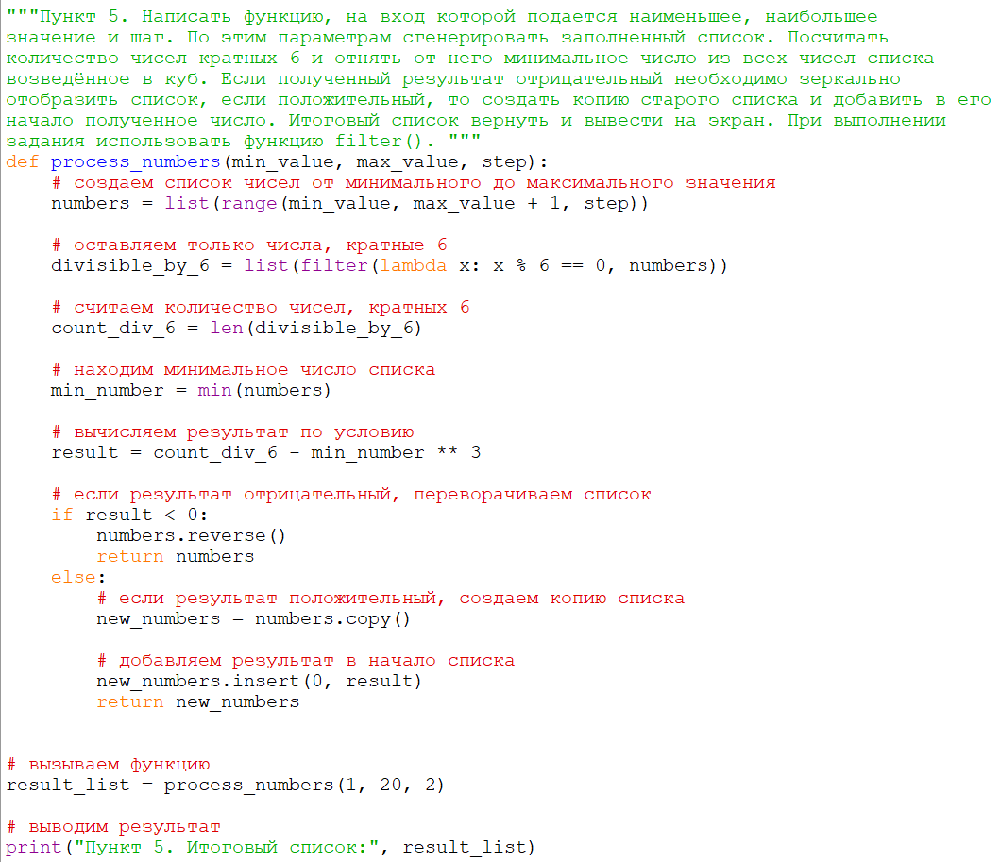 """Пункт 5. Написать функцию, на вход которой подается наименьшее, наибольшее
значение и шаг. По этим параметрам сгенерировать заполненный список. Посчитать
количество чисел кратных 6 и отнять от него минимальное число из всех чисел списка
возведённое в куб. Если полученный результат отрицательный необходимо зеркально
отобразить список, если положительный, то создать копию старого списка и добавить в его
начало полученное число. Итоговый список вернуть и вывести на экран. При выполнении
задания использовать функцию filter(). """
def process_numbers(min_value, max_value, step):
    # создаем список чисел от минимального до максимального значения
    numbers = list(range(min_value, max_value + 1, step))
    # оставляем только числа, кратные 6
    divisible_by_6 = list(filter(lambda x: x % 6 == 0, numbers))
    # считаем количество чисел, кратных 6
    count_div_6 = len(divisible_by_6)
    # находим минимальное число списка
    min_number = min(numbers)
    # вычисляем результат по условию
    result = count_div_6 - min_number ** 3
    # если результат отрицательный, переворачиваем список
    if result < 0:
        numbers.reverse()
        return numbers
    else:
        # если результат положительный, создаем копию списка
        new_numbers = numbers.copy()
        # добавляем результат в начало списка
        new_numbers.insert(0, result)
        return new_numbers
# вызываем функцию
result_list = process_numbers(1, 20, 2)
# выводим результат
print("Пункт 5. Итоговый список:", result_list)